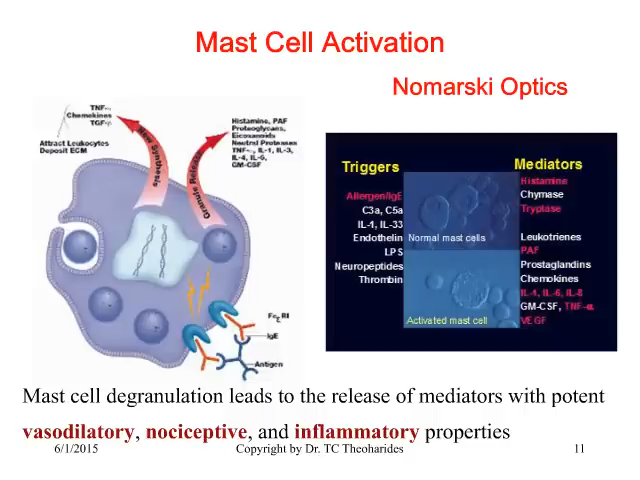 Mast Cell Activation
Nomarski Optics
TNF-,
Chemokines
TGF-,
Attract Leukocytes
Deposit ECM
New Synthesis
Granule Release
Histamine, PAF
Proteoglycans,
Eicosanoids
Neutral Proteases
TNF-, IL-1, IL-3,
IL-4, IL-6,
GM-CSF
FcεRI
IgE
Antigen
Triggers
Allergen/IgE
C3a, C5a
IL-1, IL-33
Endothelin
LPS
Neuropeptides
Thrombin
Normal mast cells
Activated mast cell
Mediators
Histamine
Chymase
Tryptase
Leukotrienes
PAF
Prostaglandins
Chemokines
IL-1, IL-6, IL-8
GM-CSF, TNF-α
VEGF
Mast cell degranulation leads to the release of mediators with potent
vasodilatory, nociceptive, and inflammatory properties
6/1/2015 Copyright by Dr. TC Theoharides 11